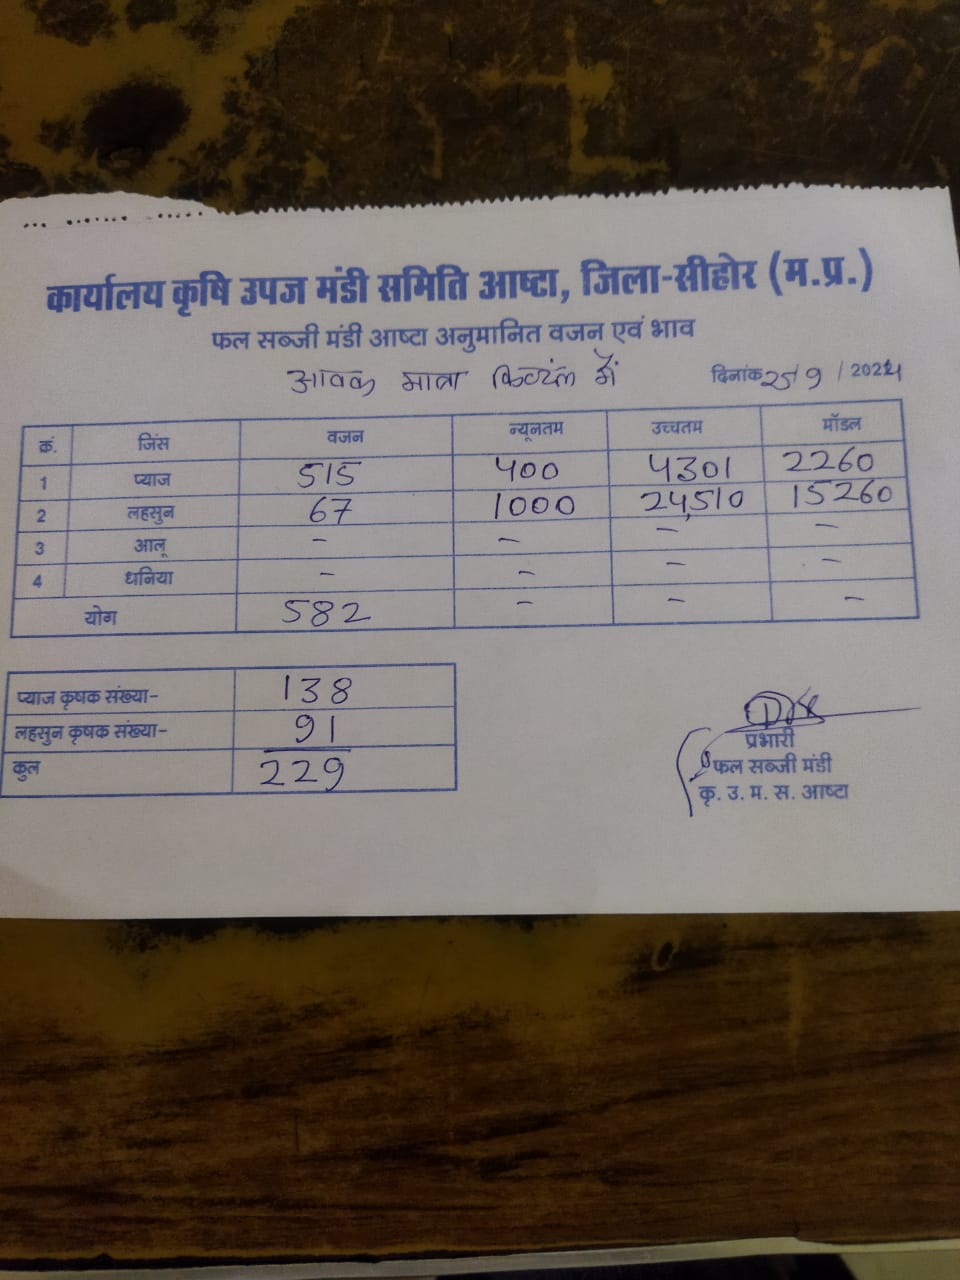 कार्यालय कृषि उपज मंडी समिति आष्टा, जिला-सीहोर (म.प्र.)
फल सब्जी मंडी आष्टा अनुमानित वजन एवं भाव
आवक मात्रा क्विंटल में दिनांक 25/9/2024
क्रं. जिंस वजन न्यूनतम उच्चतम मॉडल
1 प्याज 515 400 4301 2260
2 लहसुन 67 1000 24,510 15260
3 आलू - - - -
4 धनिया - - - -
योग 582 - - -
प्याज कृषक संख्या- 138
लहसुन कृषक संख्या- 91
कुल 229
प्रभारी
फल सब्जी मंडी
कृ. उ. म. स. आष्टा